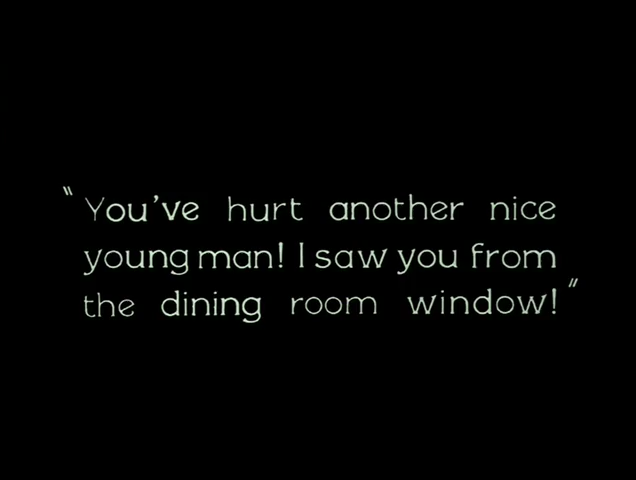 "You've hurt another nice
young man! I saw you from
the dining room window!"